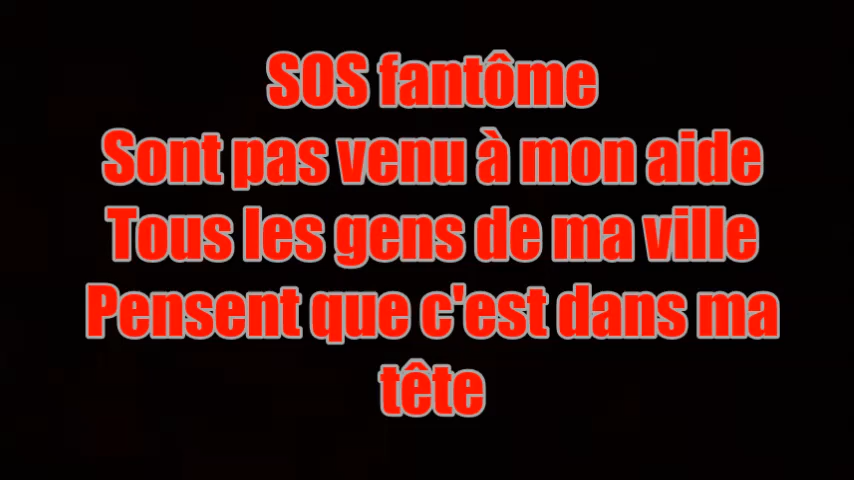 SOS fantôme
Sont pas venu à mon aide
Tous les gens de ma ville
Pensent que c'est dans ma
tête